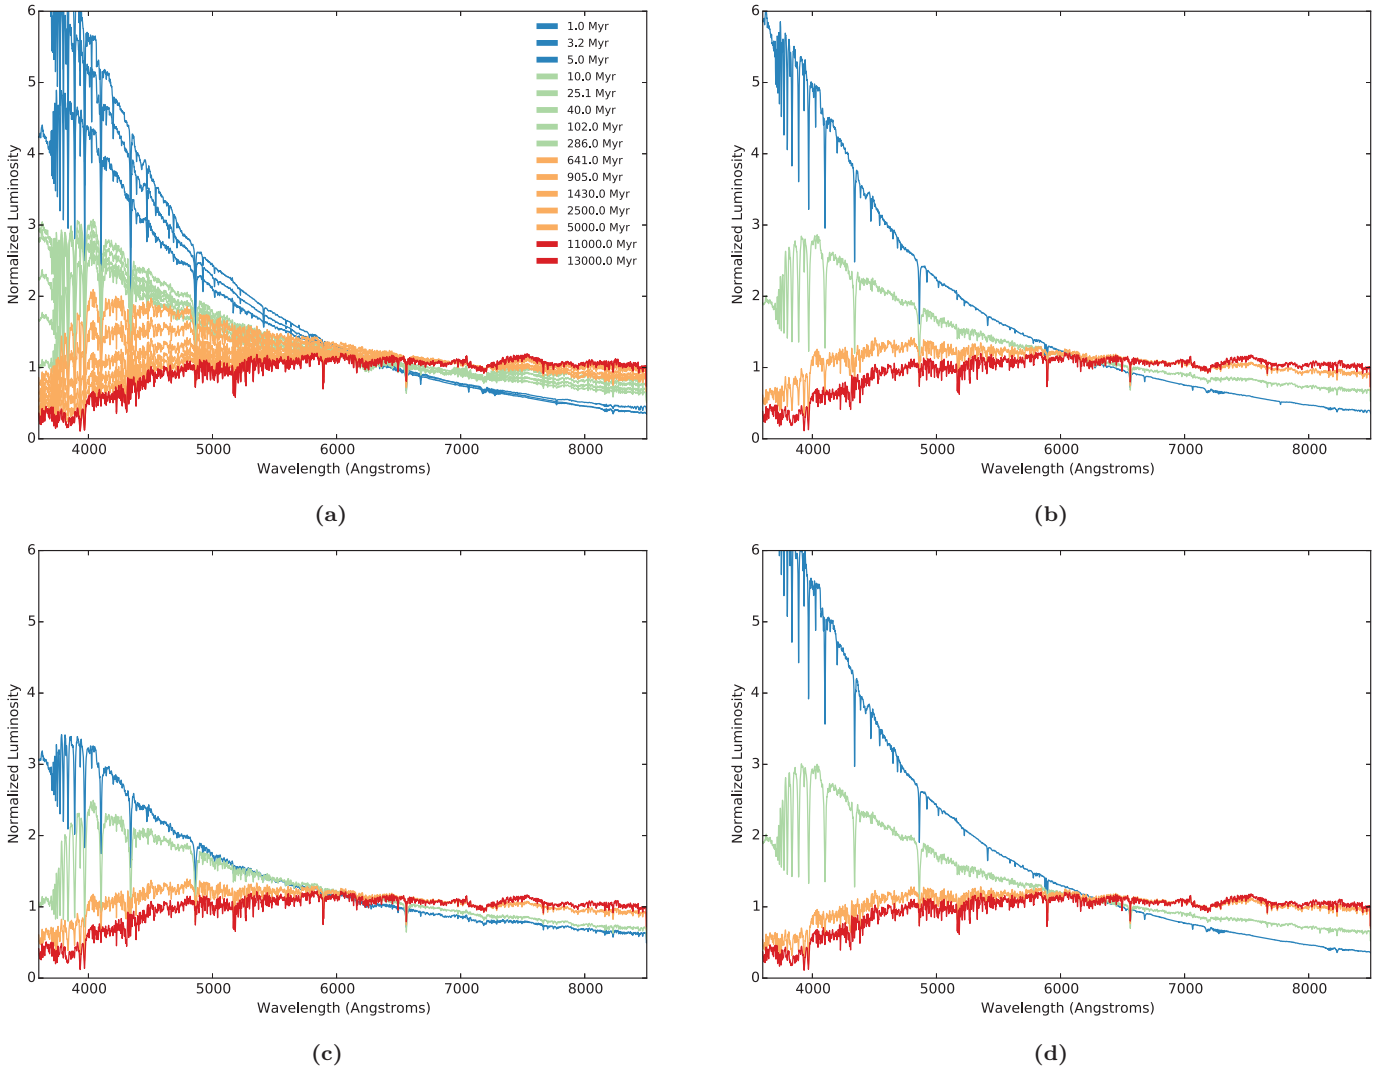 6
5
4
3
2
1
0
Normalized Luminosity
4000 5000 6000 7000 8000
Wavelength (Angstroms)
1.0 Myr
3.2 Myr
5.0 Myr
10.0 Myr
25.1 Myr
40.0 Myr
102.0 Myr
286.0 Myr
641.0 Myr
905.0 Myr
1430.0 Myr
2500.0 Myr
5000.0 Myr
11000.0 Myr
13000.0 Myr
(a)
6
5
4
3
2
1
0
Normalized Luminosity
4000 5000 6000 7000 8000
Wavelength (Angstroms)
(b)
6
5
4
3
2
1
0
Normalized Luminosity
4000 5000 6000 7000 8000
Wavelength (Angstroms)
(c)
6
5
4
3
2
1
0
Normalized Luminosity
4000 5000 6000 7000 8000
Wavelength (Angstroms)
(d)